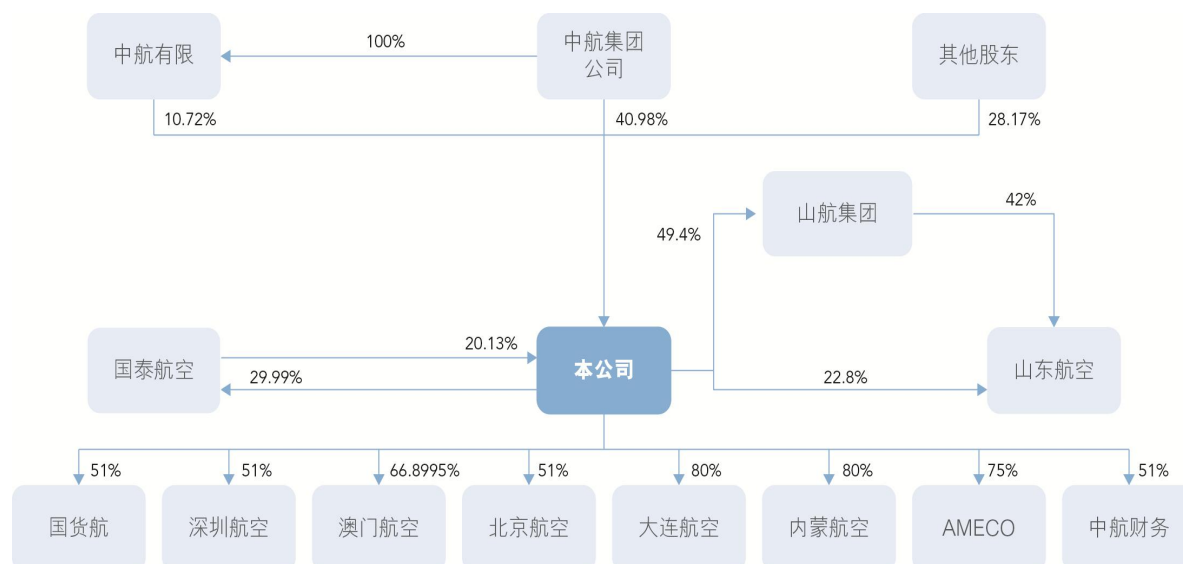 中航有限
100%
中航集团
公司
其他股东
10.72%
40.98%
28.17%
山航集团
42%
49.4%
国泰航空
20.13%
29.99%
本公司
22.8%
山东航空
51%
51%
66.8995%
51%
80%
80%
75%
51%
国货航
深圳航空
澳门航空
北京航空
大连航空
内蒙航空
AMECO
中航财务